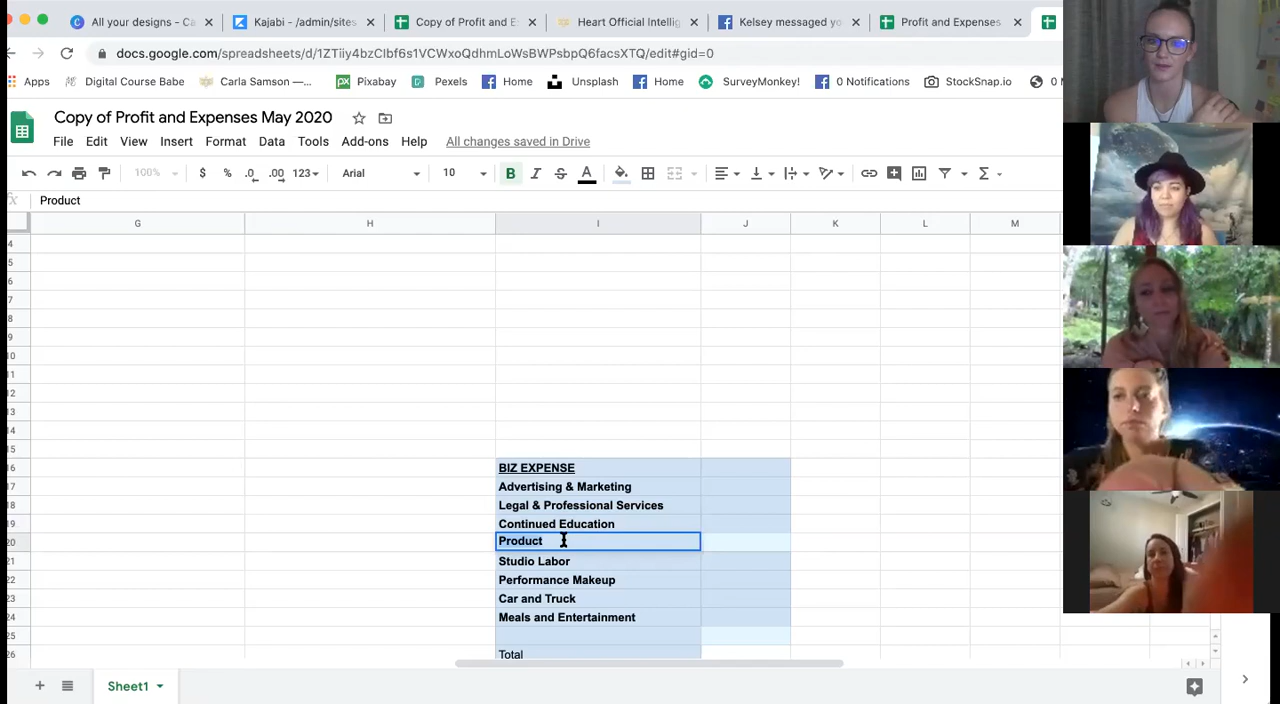 All your designs - Ca
Kajabi - /admin/sites
Copy of Profit and E
Heart Official Intellig
Kelsey messaged yo
Profit and Expenses
docs.google.com/spreadsheets/d/1ZTiiy4bzCIbf6s1VCWvyQdtmLoWsBWPsbpQ6facsXTQ/edit#gid=0
Apps
Digital Course Babe
Carla Samson —...
Pixabay
Pexels
Home
Unsplash
Home
SurveyMonkey!
0 Notifications
StockSnap.io
Copy of Profit and Expenses May 2020
File Edit View Insert Format Data Tools Add-ons Help All changes saved in Drive
100% $ % .0 .00 123 Arial 10 B I S A
fx Product
G H I J K L M
4
5
6
7
8
9
10
11
12
13
14
15
16 BIZ EXPENSE
17 Advertising & Marketing
18 Legal & Professional Services
19 Continued Education
20 Product
21 Studio Labor
22 Performance Makeup
23 Car and Truck
24 Meals and Entertainment
25
26 Total
Sheet1